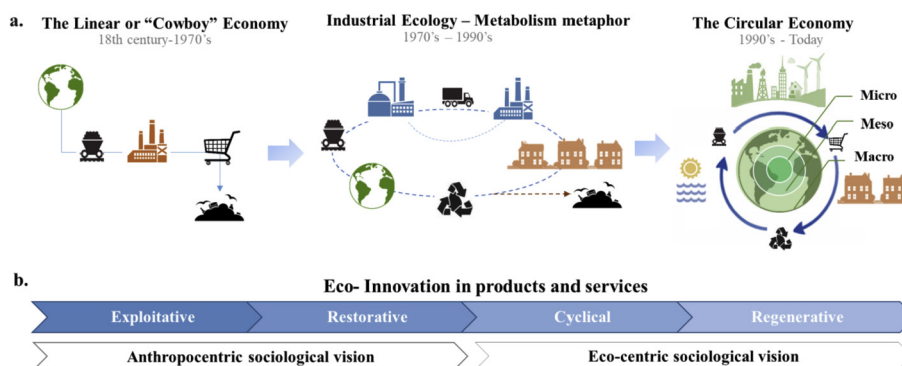 a.
The Linear or “Cowboy” Economy
18th century-1970’s
Industrial Ecology – Metabolism metaphor
1970’s – 1990’s
The Circular Economy
1990’s - Today
Micro
Meso
Macro
b.
Eco- Innovation in products and services
Exploitative
Restorative
Cyclical
Regenerative
Anthropocentric sociological vision
Eco-centric sociological vision